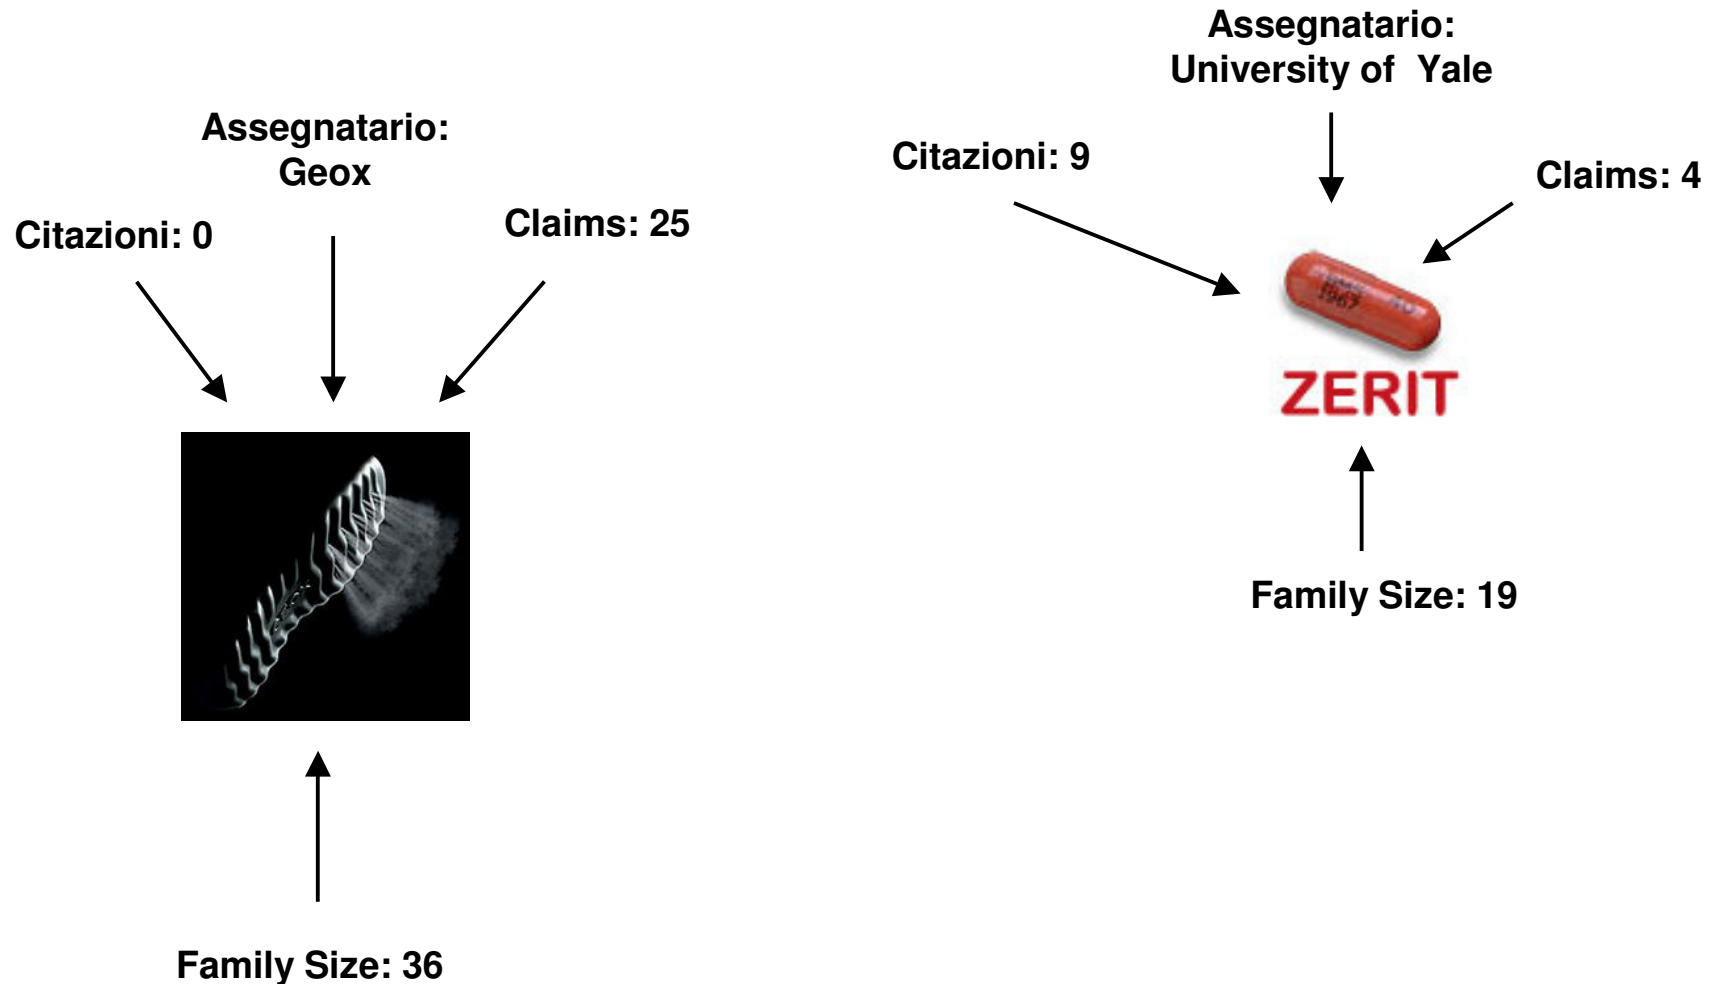 Assegnatario:
Geox
Citazioni: 0
Claims: 25
Family Size: 36
Assegnatario:
University of Yale
Citazioni: 9
Claims: 4
1967
ZERIT
Family Size: 19